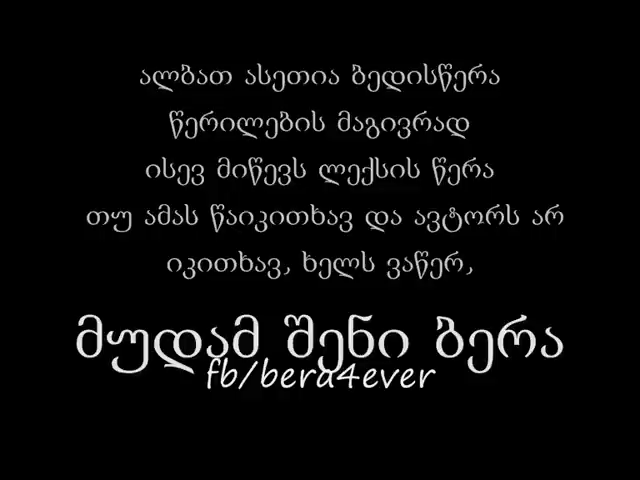 ალბათ ასეთია ბედისწერა
წერილების მაგივრად
ისევ მიწევს ლექსის წერა
თუ ამას წაიკითხავ და ავტორს არ
იკითხავ, ხელს ვაწერ,
მუდამ შენი ბერა
fb/bera4ever